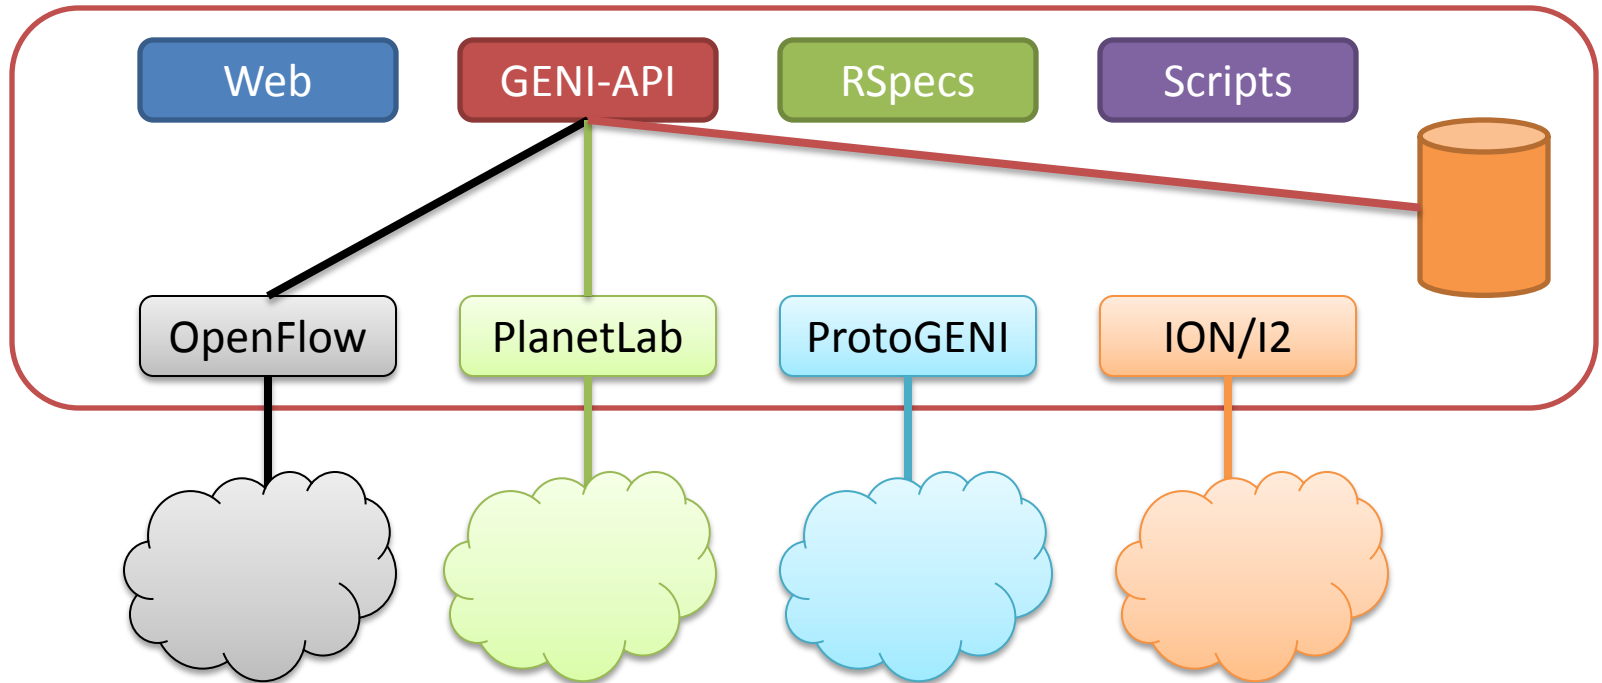 Web
GENI-API
RSpecs
Scripts
OpenFlow
PlanetLab
ProtoGENI
ION/I2